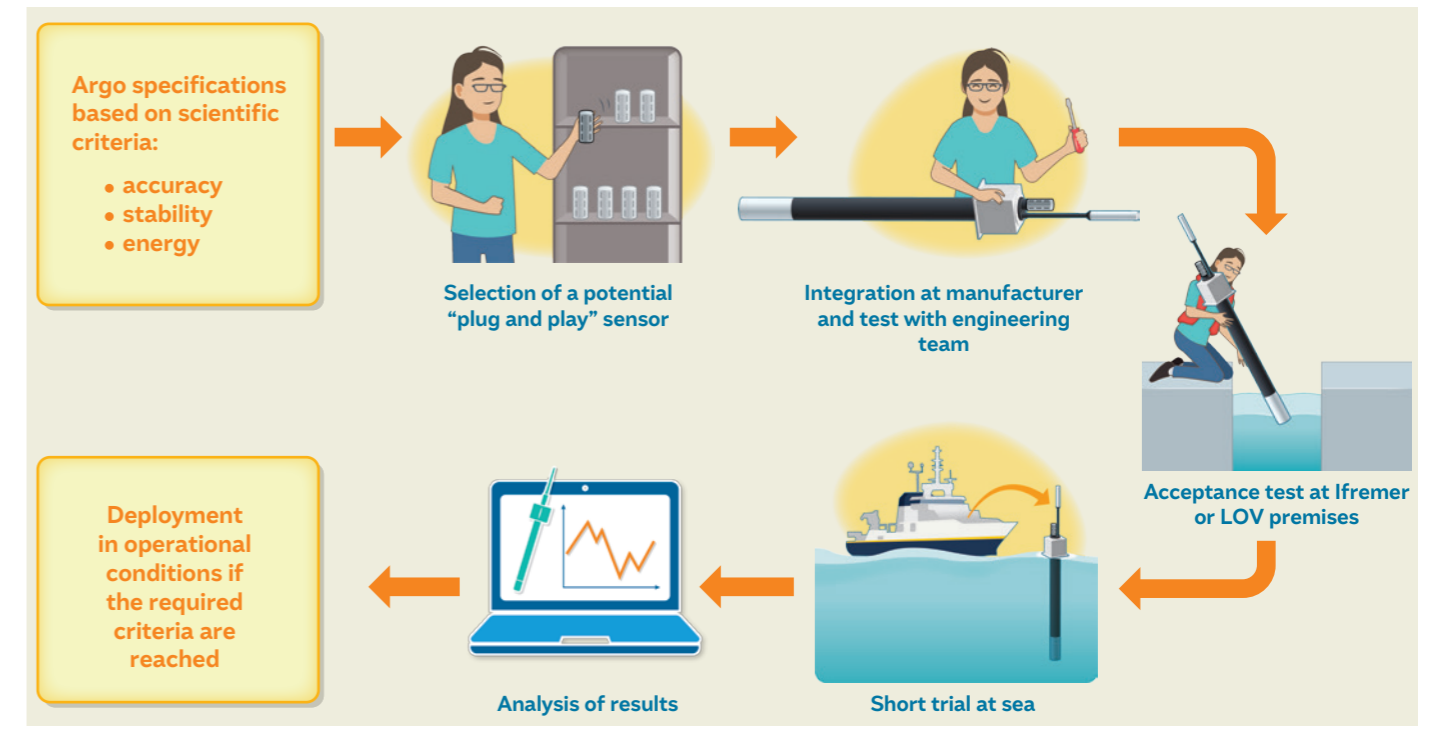 Argo specifications
based on scientific
criteria:
• accuracy
• stability
• energy
Selection of a potential
“plug and play” sensor
Integration at manufacturer
and test with engineering
team
Acceptance test at Ifremer
or LOV premises
Short trial at sea
Analysis of results
Deployment
in operational
conditions if
the required
criteria are
reached